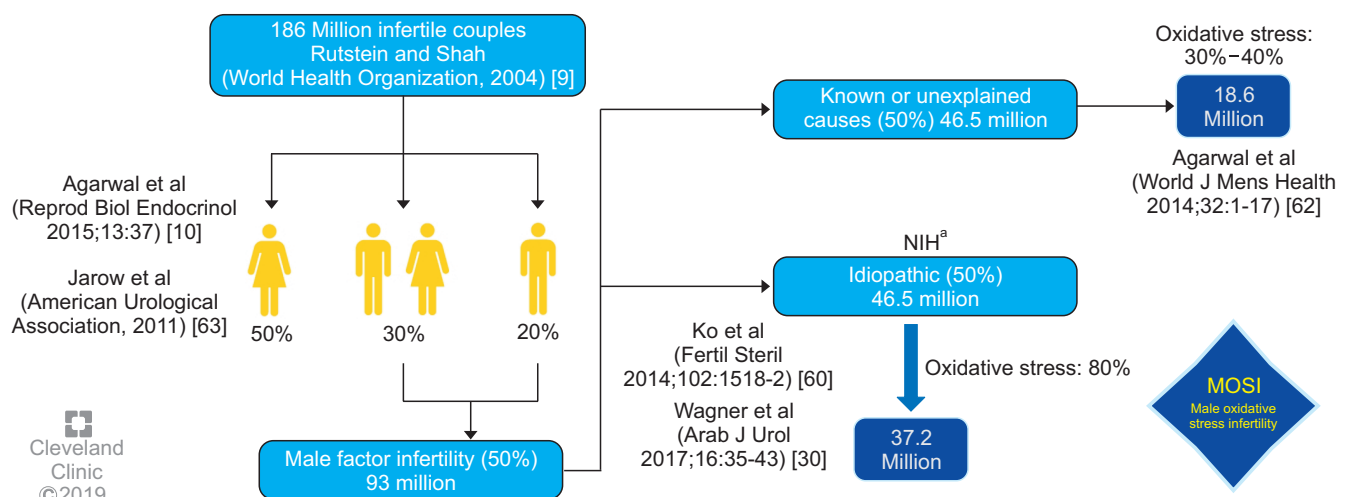 186 Million infertile couples
Rutstein and Shah
(World Health Organization, 2004) [9]
Agarwal et al
(Reprod Biol Endocrinol
2015;13:37) [10]
Jarow et al
(American Urological
Association, 2011) [63]
50%
30%
20%
Male factor infertility (50%)
93 million
Known or unexplained
causes (50%) 46.5 million
Oxidative stress:
30%−40%
18.6
Million
Agarwal et al
(World J Mens Health
2014;32:1-17) [62]
NIHª
Idiopathic (50%)
46.5 million
Ko et al
(Fertil Steril
2014;102:1518-2) [60]
Wagner et al
(Arab J Urol
2017;16:35-43) [30]
Oxidative stress: 80%
37.2
Million
MOSI
Male oxidative
stress infertility
Cleveland
Clinic
©2019